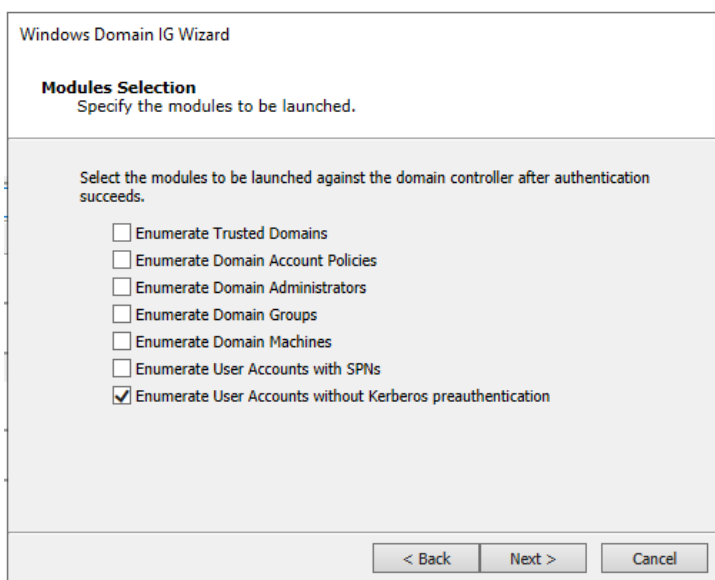 Windows Domain IG Wizard
Modules Selection
Specify the modules to be launched.
Select the modules to be launched against the domain controller after authentication
succeeds.
Enumerate Trusted Domains
Enumerate Domain Account Policies
Enumerate Domain Administrators
Enumerate Domain Groups
Enumerate Domain Machines
Enumerate User Accounts with SPNs
Enumerate User Accounts without Kerberos preauthentication
< Back Next > Cancel